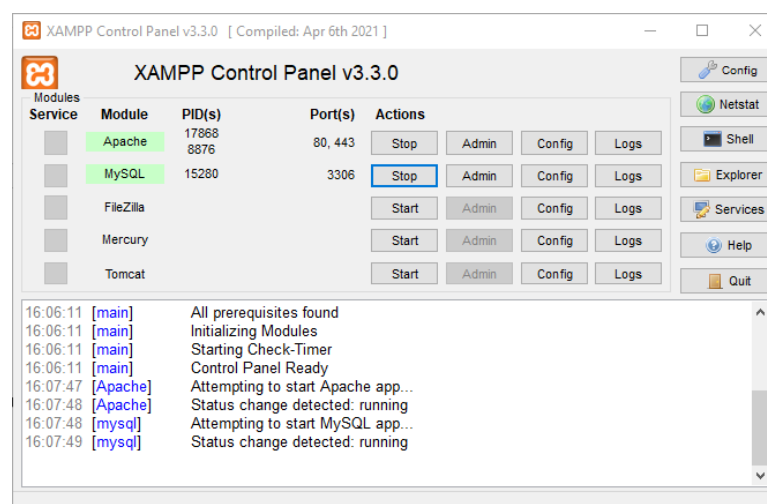 XAMPP Control Panel v3.3.0 [ Compiled: Apr 6th 2021 ]
XAMPP Control Panel v3.3.0
Config
Modules
Service Module PID(s) Port(s) Actions
Netstat
Apache 17868 8876 80, 443 Stop Admin Config Logs
Shell
MySQL 15280 3306 Stop Admin Config Logs
Explorer
FileZilla Start Admin Config Logs
Services
Mercury Start Admin Config Logs
Help
Tomcat Start Admin Config Logs
Quit
16:06:11 [main] All prerequisites found
16:06:11 [main] Initializing Modules
16:06:11 [main] Starting Check-Timer
16:06:11 [main] Control Panel Ready
16:07:47 [Apache] Attempting to start Apache app...
16:07:48 [Apache] Status change detected: running
16:07:48 [mysql] Attempting to start MySQL app...
16:07:49 [mysql] Status change detected: running